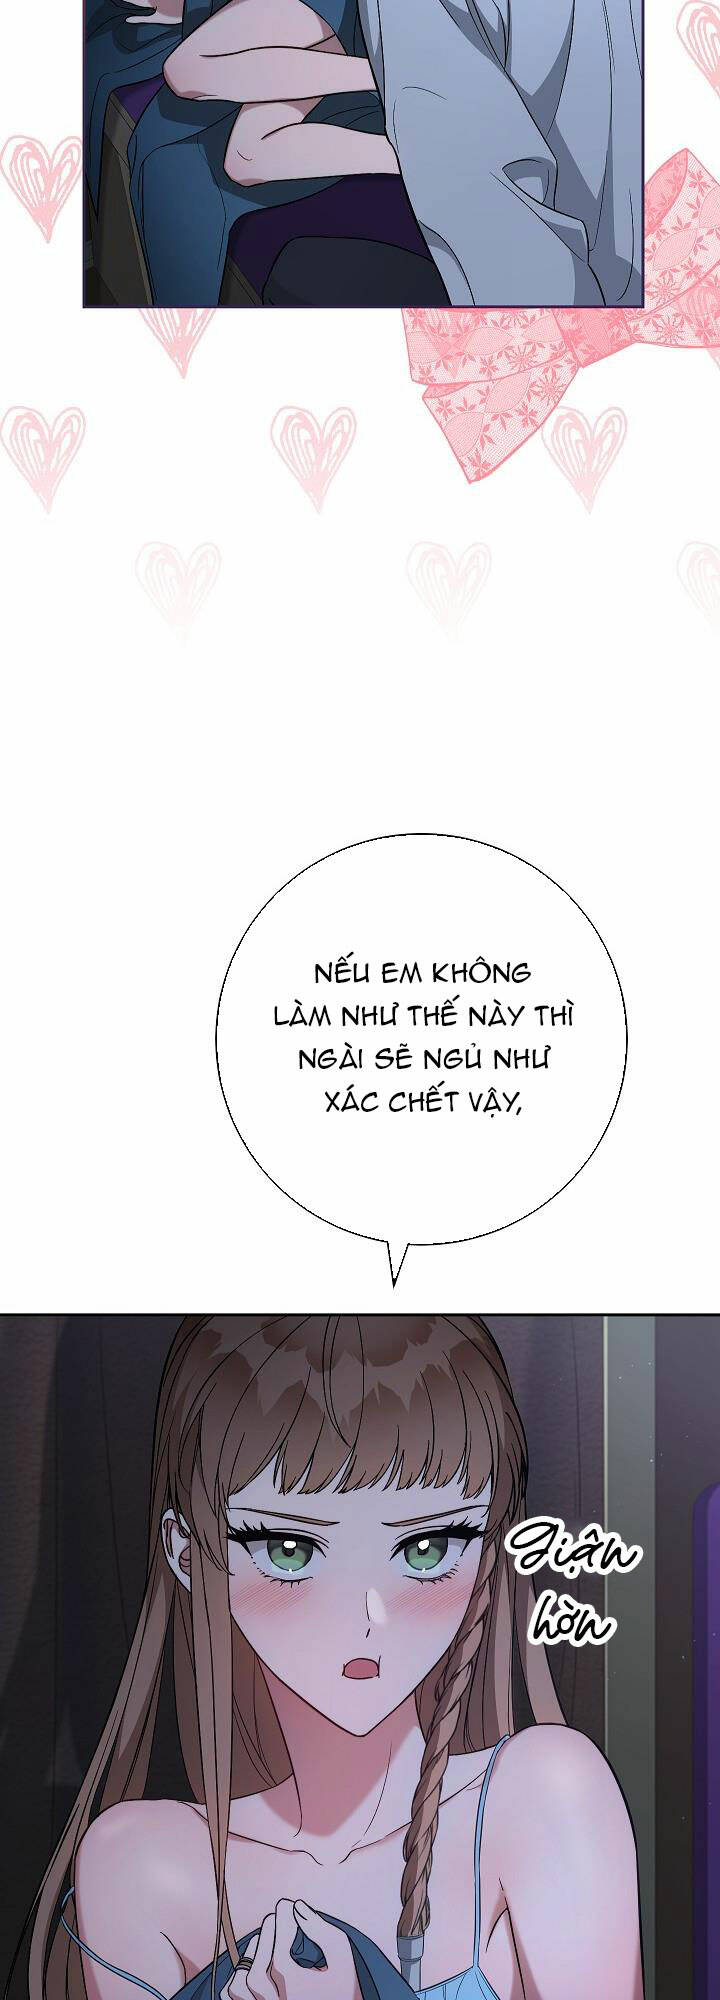 NẾU EM KHÔNG
LÀM NHƯ THẾ NÀY THÌ
NGÀI SẼ NGỦ NHƯ
XÁC CHẾT VẬY,
Giận
hờn